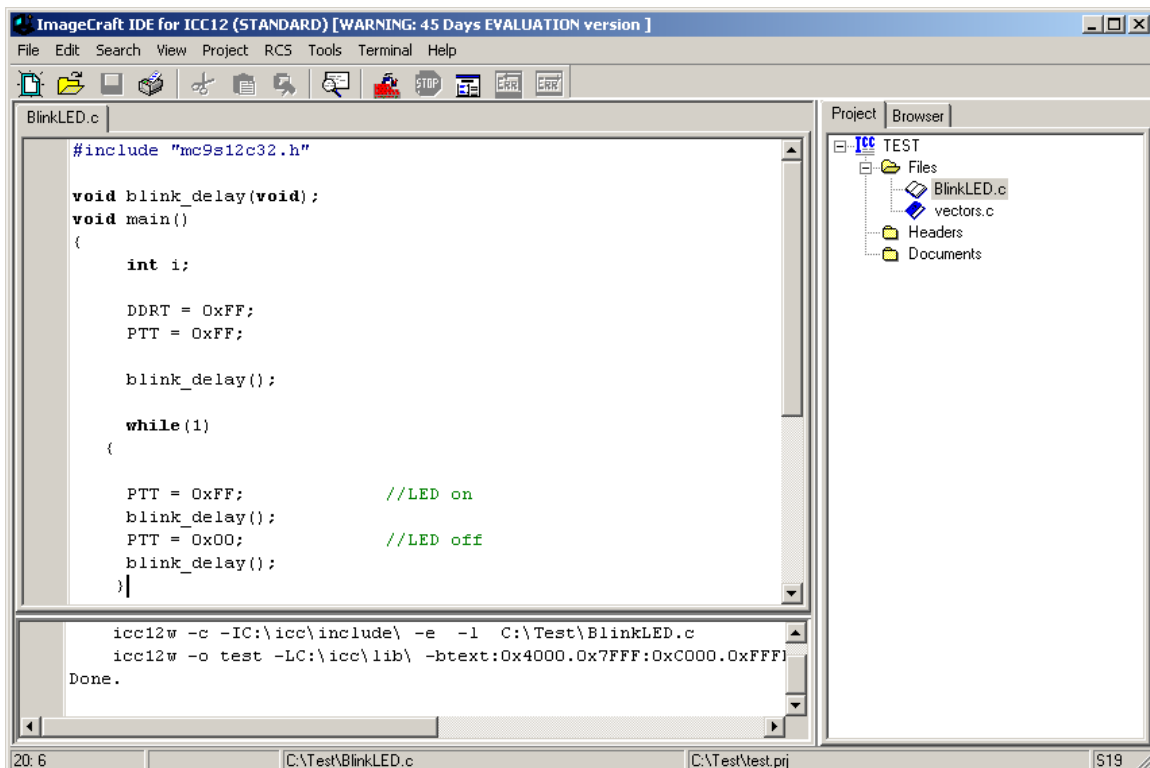 ImageCraft IDE for ICC12 (STANDARD) [WARNING: 45 Days EVALUATION version ]
File Edit Search View Project RCS Tools Terminal Help
STOP ERR ERR
BlinkLED.c
#include "mc9s12c32.h"
void blink_delay(void);
void main()
{
int i;
DDRT = 0xFF;
PTT = 0xFF;
blink_delay();
while(1)
{
PTT = 0xFF; //LED on
blink_delay();
PTT = 0x00; //LED off
blink_delay();
}
icc12w -c -IC:\icc\include\ -e -l C:\Test\BlinkLED.c
icc12w -o test -LC:\icc\lib\ -btext:0x4000.0x7FFF:0xC000.0xFFF
Done.
Project Browser
ICC TEST
Files
BlinkLED.c
vectors.c
Headers
Documents
20: 6 C:\Test\BlinkLED.c C:\Test\test.prj S19